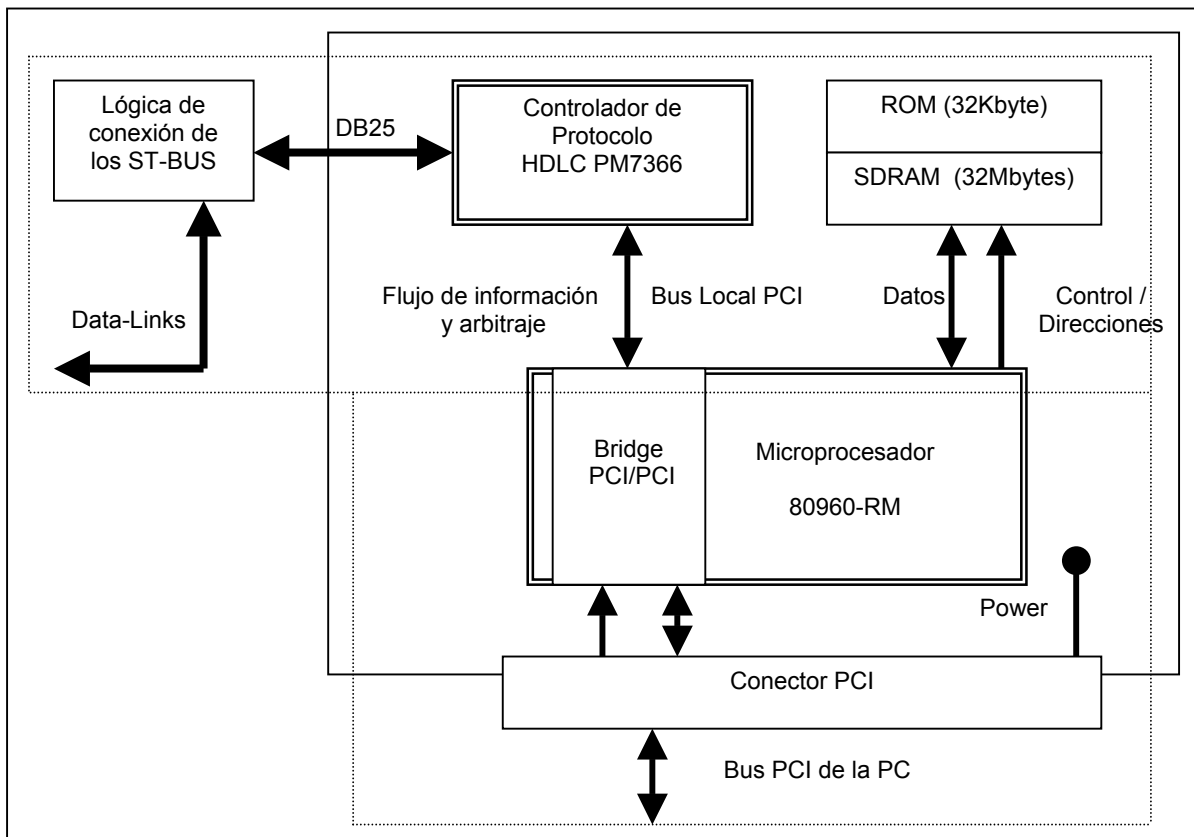 Lógica de
conexión de
los ST-BUS
DB25
Controlador de
Protocolo
HDLC PM7366
ROM (32Kbyte)
SDRAM (32Mbytes)
Data-Links
Flujo de información
y arbitraje
Bus Local PCI
Datos
Control /
Direcciones
Bridge
PCI/PCI
Microprocesador
80960-RM
Power
Conector PCI
Bus PCI de la PC